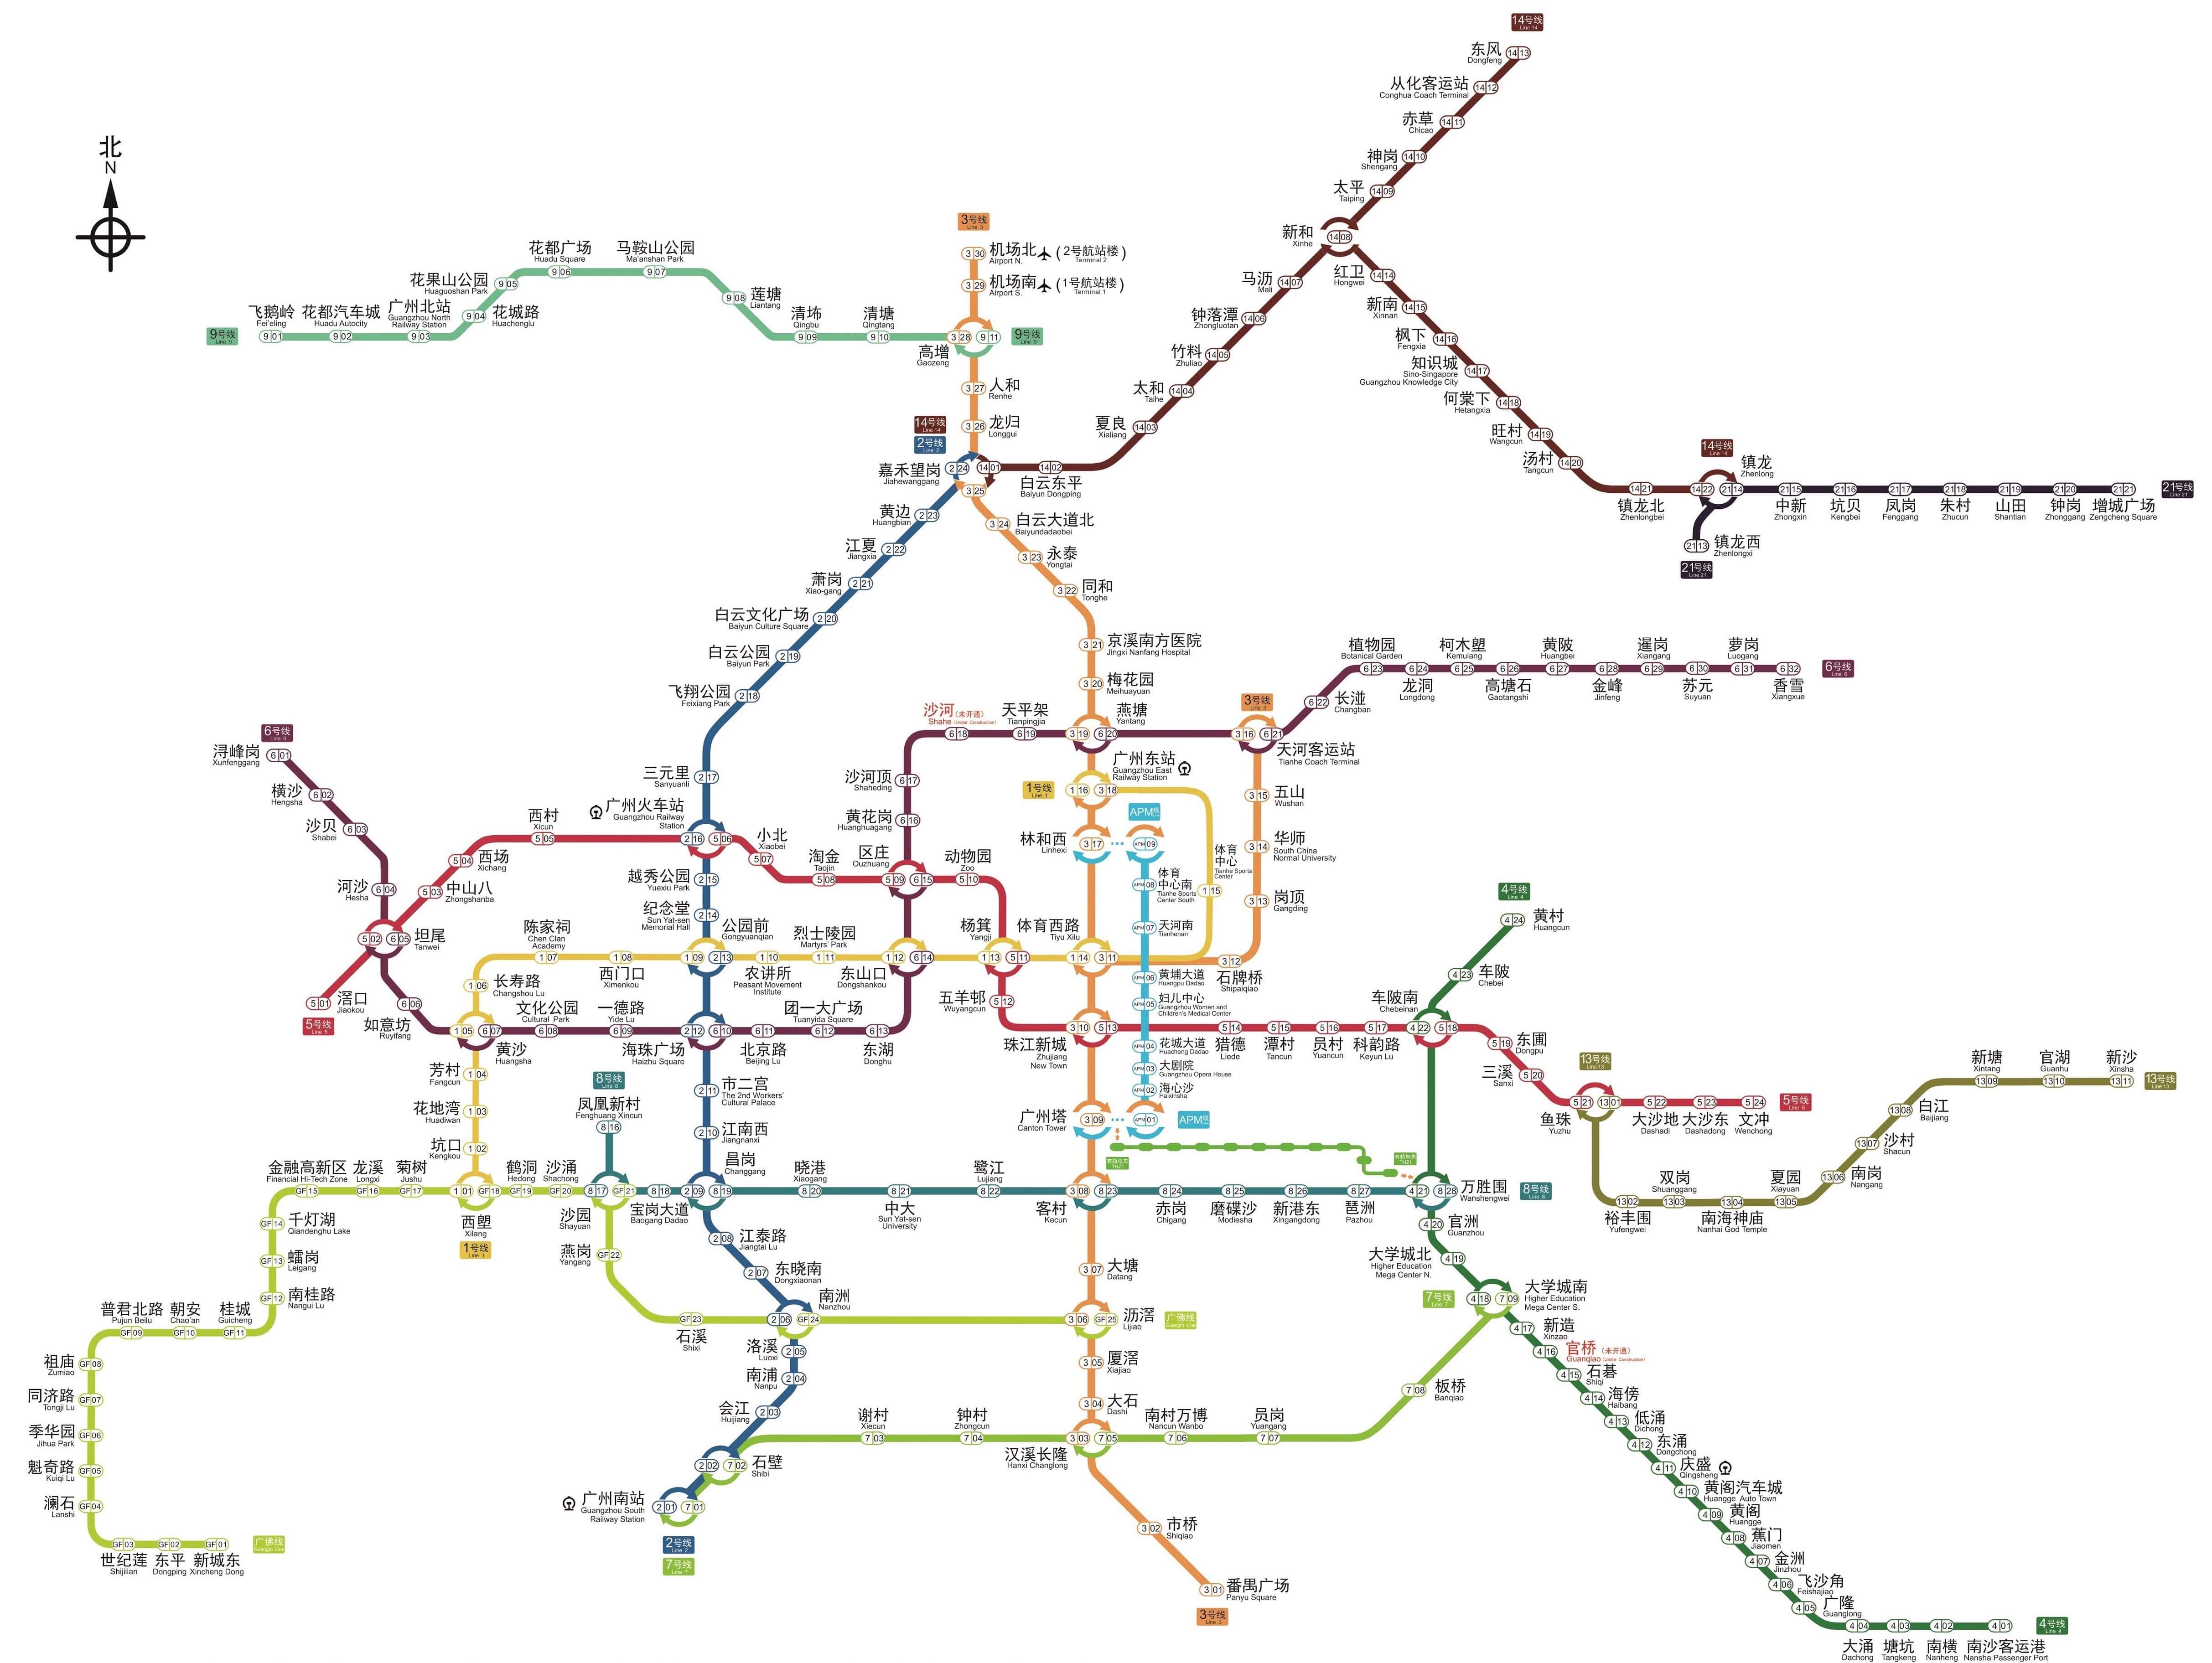 北
N
14号线
Line 14
东风
Dongfeng
14 13
从化客运站
Conghua Coach Terminal
14 12
赤草
Chicao
14 11
神岗
Shengang
14 10
太平
Taiping
14 09
新和
Xinhe
14 08
马沥
Mali
14 07
钟落潭
Zhongluotan
14 06
竹料
Zhuliao
14 05
太和
Taihe
14 04
夏良
Xialiang
14 03
白云东平
Baiyun Dongping
14 02
14号线
Line 14
2号线
Line 2
嘉禾望岗
Jiahewanggang
2 24
14 01
3 25
红卫
Hongwei
14 14
新南
Xinnan
14 15
枫下
Fengxia
14 16
知识城
Sino-Singapore
Guangzhou Knowledge City
14 17
何棠下
Hetangxia
14 18
旺村
Wangcun
14 19
汤村
Tangcun
14 20
镇龙北
Zhenlongbei
14 21
14号线
Line 14
镇龙
Zhenlong
14 22
21 14
镇龙西
Zhenlongxi
21 13
21号线
Line 21
中新
Zhongxin
21 15
坑贝
Kengbei
21 16
凤岗
Fenggang
21 17
朱村
Zhucun
21 18
山田
Shantian
21 19
钟岗
Zhonggang
21 20
增城广场
Zengcheng Square
21 21
21号线
Line 21
9号线
Line 9
飞鹅岭
Fei'eling
9 01
花都汽车城
Huadu Autocity
9 02
广州北站
Guangzhou North
Railway Station
9 03
花城路
Huachenglu
9 04
花果山公园
Huaguoshan Park
9 05
花都广场
Huadu Square
9 06
马鞍山公园
Ma'anshan Park
9 07
莲塘
Liantang
9 08
清㘵
Qingbu
9 09
清塘
Qingtang
9 10
高增
Gaozeng
3 28
9 11
9号线
Line 9
3号线
Line 3
机场北 (2号航站楼)
Airport N. Terminal 2
3 30
机场南 (1号航站楼)
Airport S. Terminal 1
3 29
人和
Renhe
3 27
龙归
Longgui
3 26
白云大道北
Baiyundadaobei
3 24
永泰
Yongtai
3 23
同和
Tonghe
3 22
京溪南方医院
Jingxi Nanfang Hospital
3 21
梅花园
Meihuayuan
3 20
燕塘
Yantang
3 19
6 20
广州东站
Guangzhou East
Railway Station
1 16
3 18
1号线
Line 1
林和西
Linhexi
3 17
APM线
APM 09
体育
中心南
Tianhe Sports
Center South
APM 08
天河南
Tianhenan
APM 07
黄埔大道
Huangpu Dadao
APM 06
妇儿中心
Guangzhou Women and
Children's Medical Center
APM 05
花城大道
Huacheng Dadao
APM 04
大剧院
Guangzhou Opera House
APM 03
海心沙
Haixinsha
APM 02
广州塔
Canton Tower
3 09
APM 01
APM线
有轨电车
THZ1
有轨电车
THZ1
体育
中心
Tianhe Sports
Center
1 15
3号线
Line 3
天河客运站
Tianhe Coach Terminal
3 16
6 21
五山
Wushan
3 15
华师
South China
Normal University
3 14
岗顶
Gangding
3 13
石牌桥
Shipaiqiao
3 12
体育西路
Tiyu Xilu
1 14
3 11
珠江新城
Zhujiang
New Town
3 10
5 13
黄边
Huangbian
2 23
江夏
Jiangxia
2 22
萧岗
Xiao-gang
2 21
白云文化广场
Baiyun Culture Square
2 20
白云公园
Baiyun Park
2 19
飞翔公园
Feixiang Park
2 18
三元里
Sanyuanli
2 17
广州火车站
Guangzhou Railway
Station
2 16
5 06
越秀公园
Yuexiu Park
2 15
纪念堂
Sun Yat-sen
Memorial Hall
2 14
公园前
Gongyuanqian
1 09
2 13
海珠广场
Haizhu Square
2 12
6 10
市二宫
The 2nd Workers'
Cultural Palace
2 11
江南西
Jiangnanxi
2 10
昌岗
Changgang
2 09
8 19
江泰路
Jiangtai Lu
2 08
东晓南
Dongxiaonan
2 07
南洲
Nanzhou
2 06
GF 24
洛溪
Luoxi
2 05
南浦
Nanpu
2 04
会江
Huijiang
2 03
石壁
Shibi
2 02
7 02
广州南站
Guangzhou South
Railway Station
2 01
7 01
2号线
Line 2
7号线
Line 7
6号线
Line 6
浔峰岗
Xunfenggang
6 01
横沙
Hengsha
6 02
沙贝
Shabei
6 03
河沙
Hesha
6 04
坦尾
Tanwei
5 02
6 05
如意坊
Ruyifang
6 06
黄沙
Huangsha
1 05
6 07
文化公园
Cultural Park
6 08
一德路
Yide Lu
6 09
北京路
Beijing Lu
6 11
团一大广场
Tuanyida Square
6 12
东湖
Donghu
6 13
东山口
Dongshankou
1 12
6 14
区庄
Ouzhuang
5 09
6 15
黄花岗
Huanghuagang
6 16
沙河顶
Shaheding
6 17
沙河(未开通)
Shahe (Under Construction)
6 18
天平架
Tianpingjia
6 19
长湴
Changban
6 22
植物园
Botanical Garden
6 23
龙洞
Longdong
6 24
柯木塱
Kemulang
6 25
高塘石
Gaotangshi
6 26
黄陂
Huangbei
6 27
金峰
Jinfeng
6 28
暹岗
Xiangang
6 29
苏元
Suyuan
6 30
萝岗
Luogang
6 31
香雪
Xiangxue
6 32
6号线
Line 6
5号线
Line 5
滘口
Jiaokou
5 01
中山八
Zhongshanba
5 03
西场
Xichang
5 04
西村
Xicun
5 05
小北
Xiaobei
5 07
淘金
Taojin
5 08
动物园
Zoo
5 10
杨箕
Yangji
1 13
5 11
五羊邨
Wuyangcun
5 12
猎德
Liede
5 14
潭村
Tancun
5 15
员村
Yuancun
5 16
科韵路
Keyun Lu
5 17
车陂南
Chebeinan
4 22
5 18
东圃
Dongpu
5 19
三溪
Sanxi
5 20
鱼珠
Yuzhu
5 21
13 01
13号线
Line 13
大沙地
Dashadi
5 22
大沙东
Dashadong
5 23
文冲
Wenchong
5 24
5号线
Line 5
裕丰围
Yufengwei
13 02
双岗
Shuanggang
13 03
南海神庙
Nanhai God Temple
13 04
夏园
Xiayuan
13 05
南岗
Nangang
13 06
沙村
Shacun
13 07
白江
Baijiang
13 08
新塘
Xintang
13 09
官湖
Guanhu
13 10
新沙
Xinsha
13 11
13号线
Line 13
陈家祠
Chen Clan
Academy
1 07
西门口
Ximenkou
1 08
农讲所
Peasant Movement
Institute
1 10
烈士陵园
Martyrs' Park
1 11
长寿路
Changshou Lu
1 06
芳村
Fangcun
1 04
花地湾
Huadiwan
1 03
坑口
Kengkou
1 02
西塱
Xilang
1 01
GF 18
1号线
Line 1
8号线
Line 8
凤凰新村
Fenghuang Xincun
8 16
沙园
Shayuan
8 17
GF 21
宝岗大道
Baogang Dadao
8 18
晓港
Xiaogang
8 20
中大
Sun Yat-sen
University
8 21
鹭江
Lujiang
8 22
客村
Kecun
3 08
8 23
赤岗
Chigang
8 24
磨碟沙
Modiesha
8 25
新港东
Xingangdong
8 26
琶洲
Pazhou
8 27
万胜围
Wanshengwei
4 21
8 28
8号线
Line 8
金融高新区
Financial Hi-Tech Zone
GF 15
龙溪
Longxi
GF 16
菊树
Jushu
GF 17
鹤洞
Hedong
GF 19
沙涌
Shachong
GF 20
千灯湖
Qiandenghu Lake
GF 14
𧒽岗
Leigang
GF 13
南桂路
Nangui Lu
GF 12
桂城
Guicheng
GF 11
朝安
Chao'an
GF 10
普君北路
Pujun Beilu
GF 09
祖庙
Zumiao
GF 08
同济路
Tongji Lu
GF 07
季华园
Jihua Park
GF 06
魁奇路
Kuiqi Lu
GF 05
澜石
Lanshi
GF 04
世纪莲
Shijilian
GF 03
东平
Dongping
GF 02
新城东
Xincheng Dong
GF 01
广佛线
Guangfo Line
燕岗
Yangang
GF 22
石溪
Shixi
GF 23
沥滘
Lijiao
3 06
GF 25
广佛线
Guangfo Line
大塘
Datang
3 07
厦滘
Xiajiao
3 05
大石
Dashi
3 04
汉溪长隆
Hanxi Changlong
3 03
7 05
市桥
Shiqiao
3 02
番禺广场
Panyu Square
3 01
3号线
Line 3
谢村
Xiecun
7 03
钟村
Zhongcun
7 04
南村万博
Nancun Wanbo
7 06
员岗
Yuangang
7 07
板桥
Banqiao
7 08
7号线
Line 7
大学城南
Higher Education
Mega Center S.
4 18
7 09
4号线
Line 4
黄村
Huangcun
4 24
车陂
Chebei
4 23
官洲
Guanzhou
4 20
大学城北
Higher Education
Mega Center N.
4 19
新造
Xinzao
4 17
官桥(未开通)
Guanqiao (Under Construction)
4 16
石碁
Shiqi
4 15
海傍
Haibang
4 14
低涌
Dichong
4 13
东涌
Dongchong
4 12
庆盛
Qingsheng
4 11
黄阁汽车城
Huangge Auto Town
4 10
黄阁
Huangge
4 09
蕉门
Jiaomen
4 08
金洲
Jinzhou
4 07
飞沙角
Feishajiao
4 06
广隆
Guanglong
4 05
大涌
Dachong
4 04
塘坑
Tangkeng
4 03
南横
Nanheng
4 02
南沙客运港
Nansha Passenger Port
4 01
4号线
Line 4